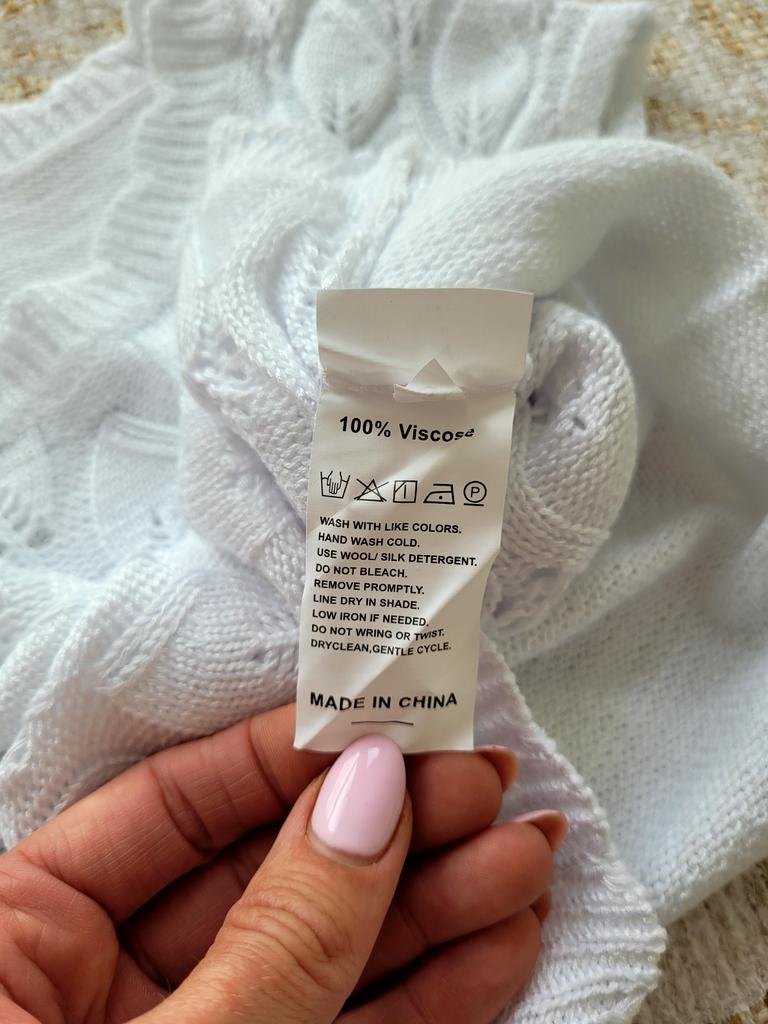 100% Viscose
P
WASH WITH LIKE COLORS.
HAND WASH COLD.
USE WOOL/ SILK DETERGENT.
DO NOT BLEACH.
REMOVE PROMPTLY.
LINE DRY IN SHADE.
LOW IRON IF NEEDED.
DO NOT WRING OR TWIST.
DRYCLEAN,GENTLE CYCLE.
MADE IN CHINA